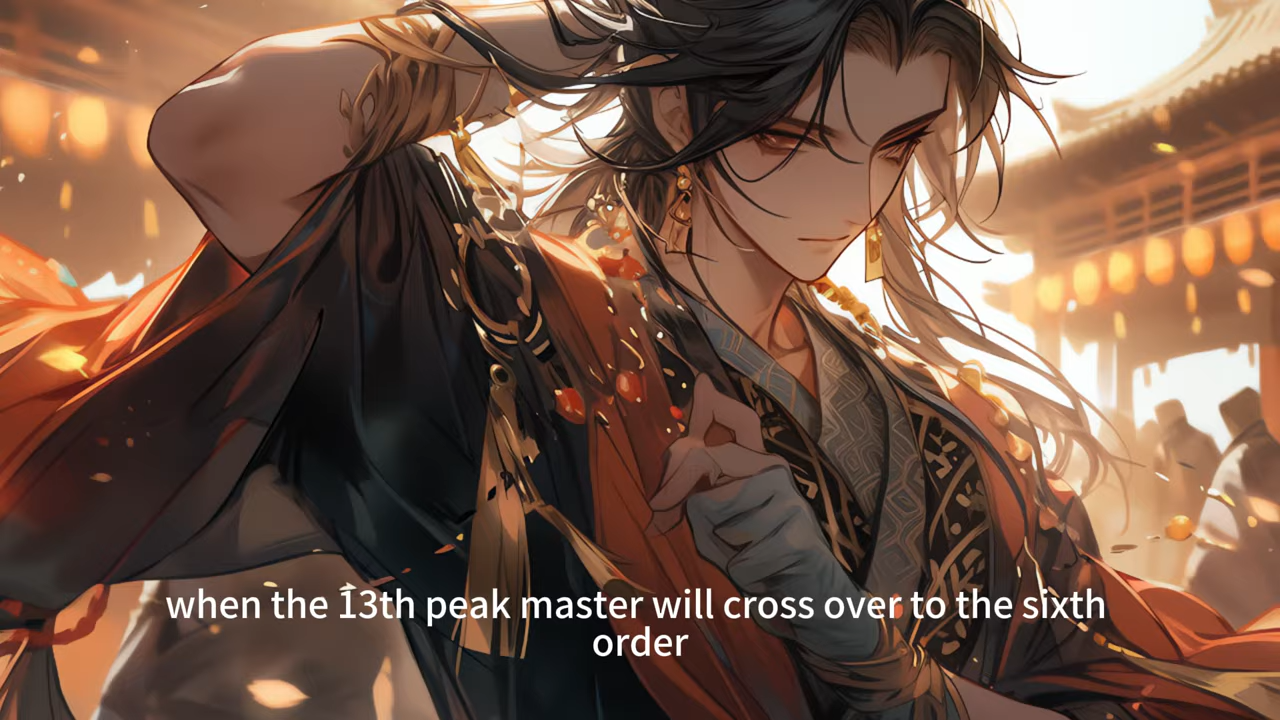 when the 13th peak master will cross over to the sixth
order